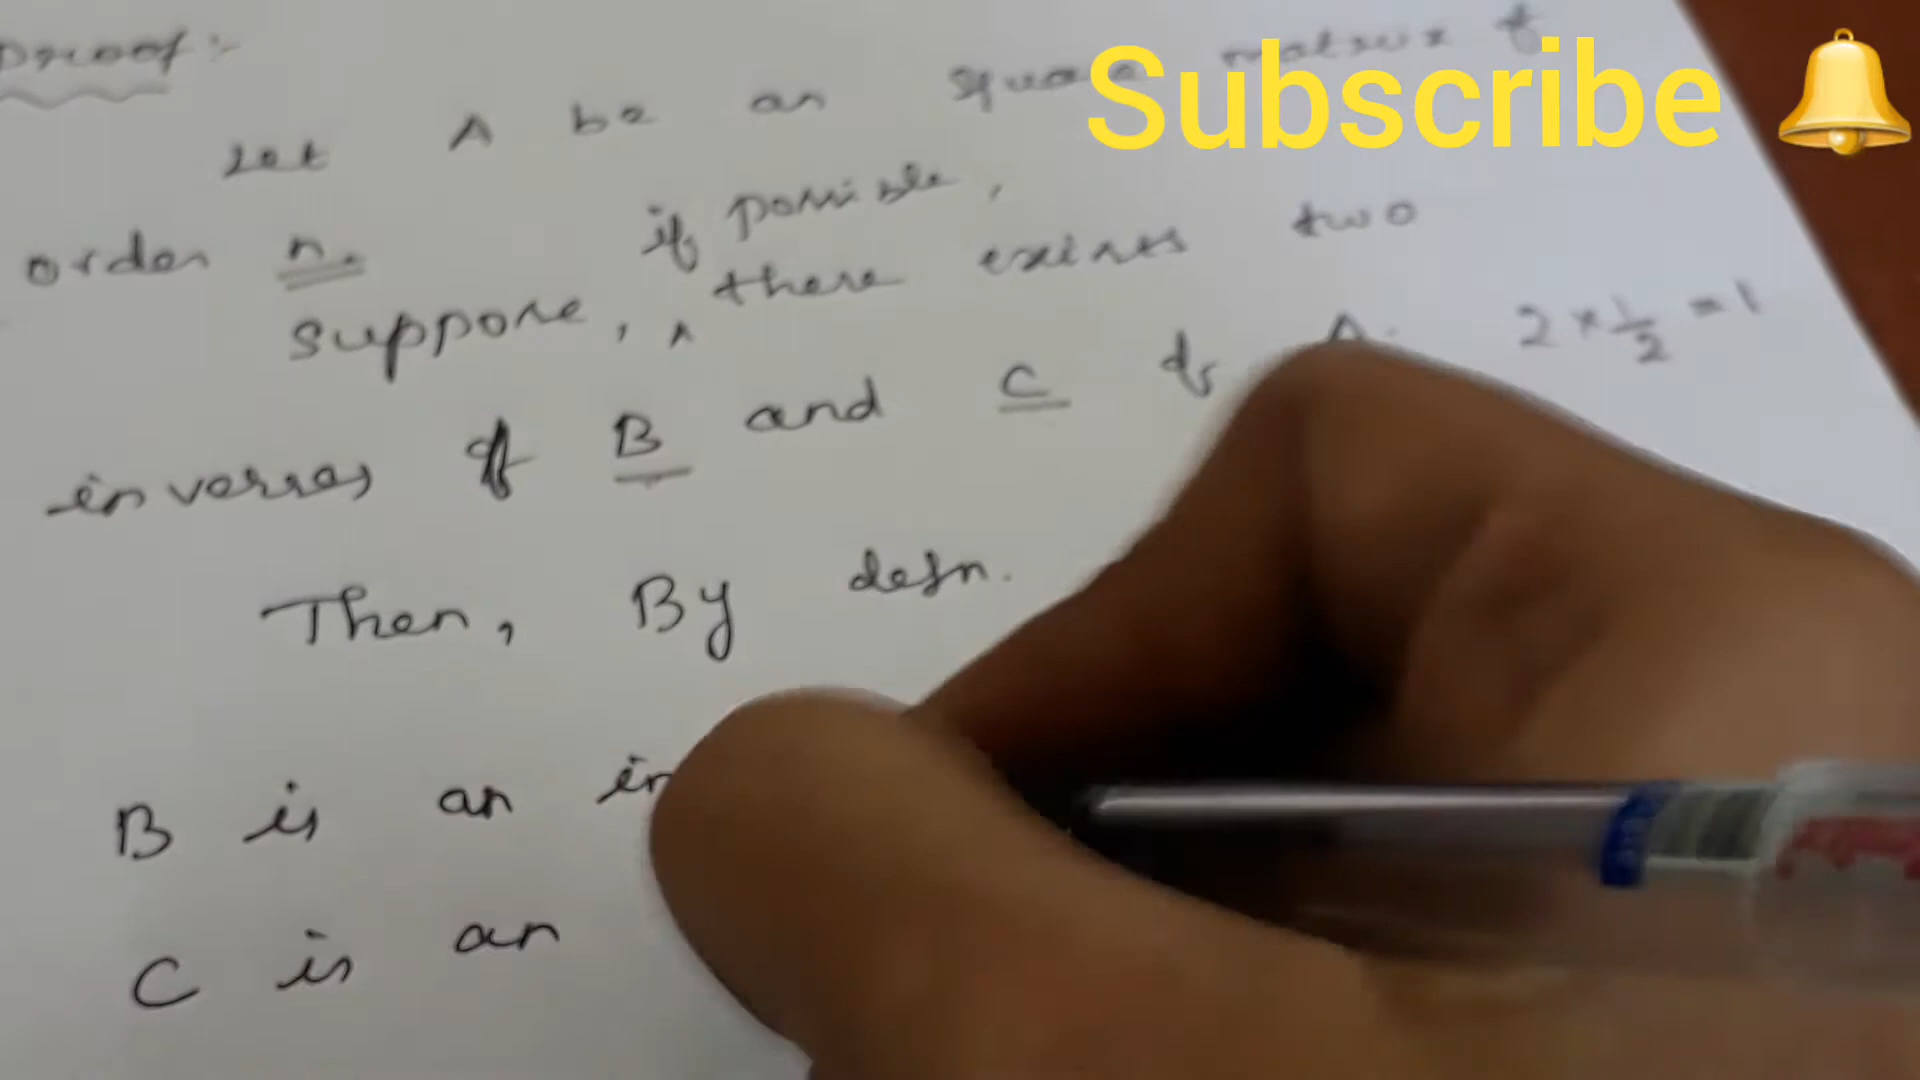 Proof:-
Subscribe
Let A be an square matrix of
order n.
if possible,
Suppose, ^ there exists two
inverses of B and C of A.
2 × 1/2 = 1
Then, By defn.
B is an in
C is an